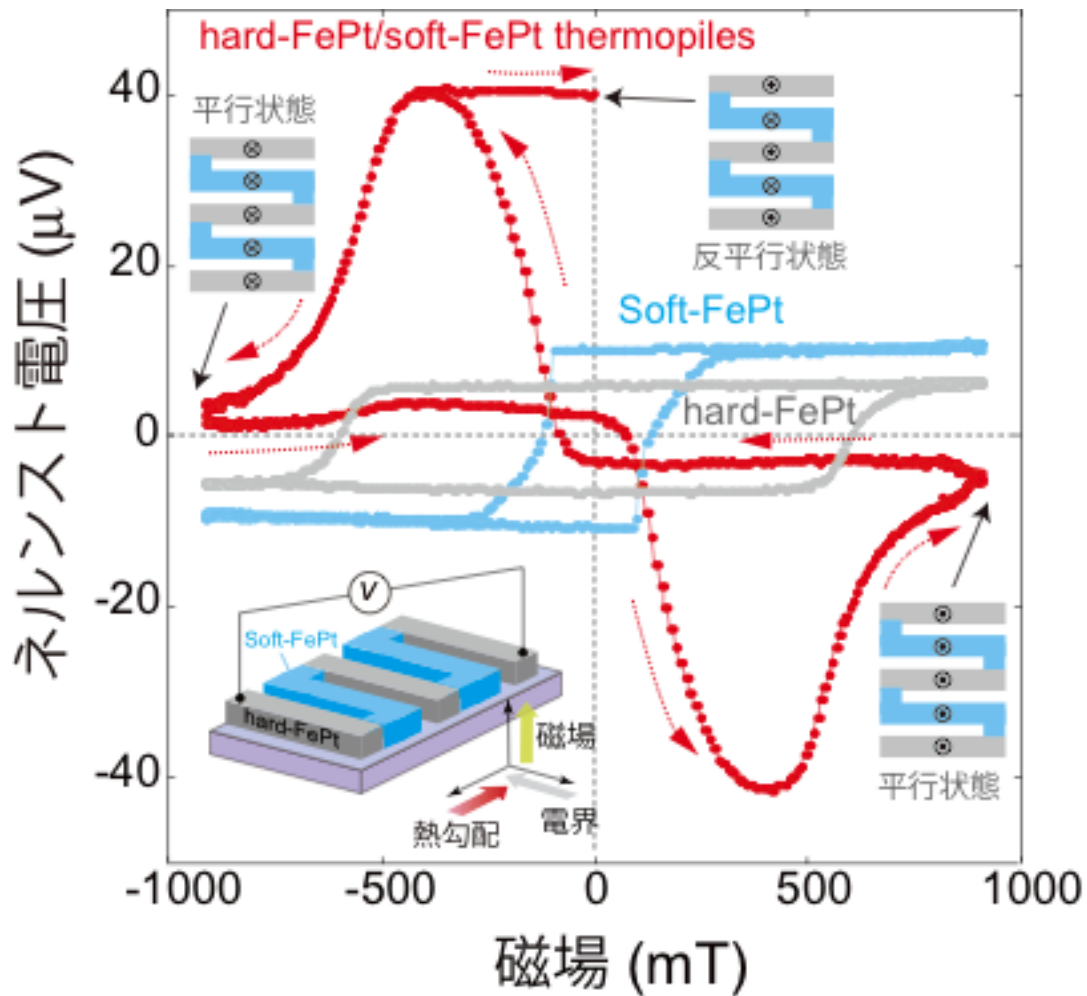 hard-FePt/soft-FePt thermopiles
平行状態
反平行状態
Soft-FePt
hard-FePt
ネルンスト電圧 (μV)
40
20
0
-20
-40
V
Soft-FePt
hard-FePt
磁場
熱勾配
電界
平行状態
-1000
-500
0
500
1000
磁場 (mT)